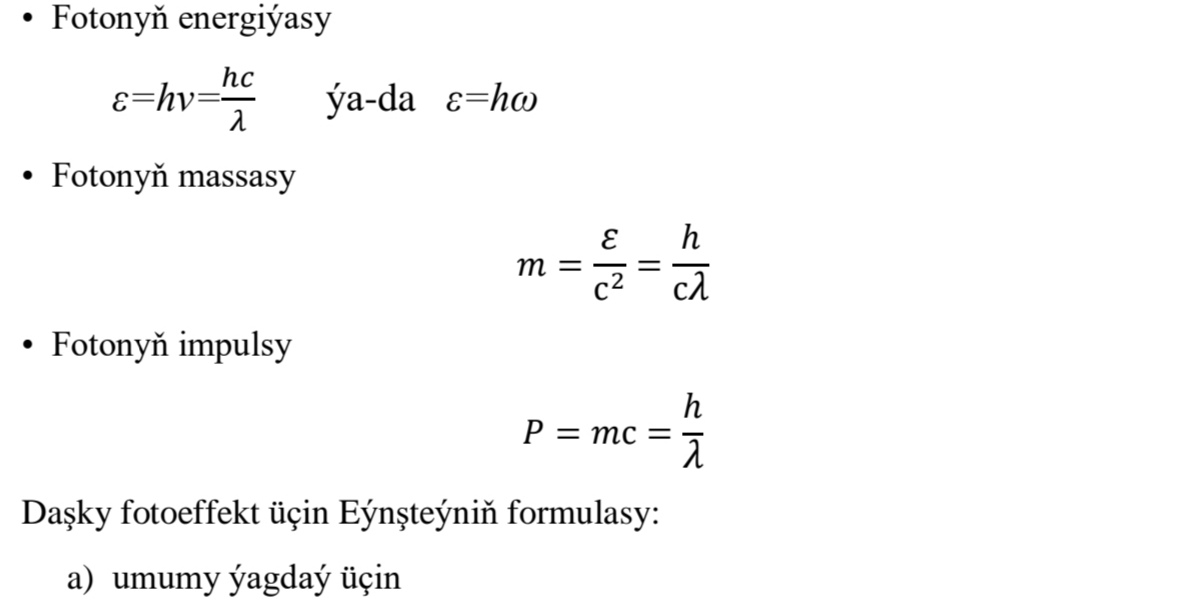 • Fotonyň energiýasy
ε=hν=hc/λ ýa-da ε=hω
• Fotonyň massasy
m = ε/c² = h/cλ
• Fotonyň impulsy
P = mc = h/λ
Daşky fotoeffekt üçin Eýnşteýniň formulasy:
a) umumy ýagdaý üçin